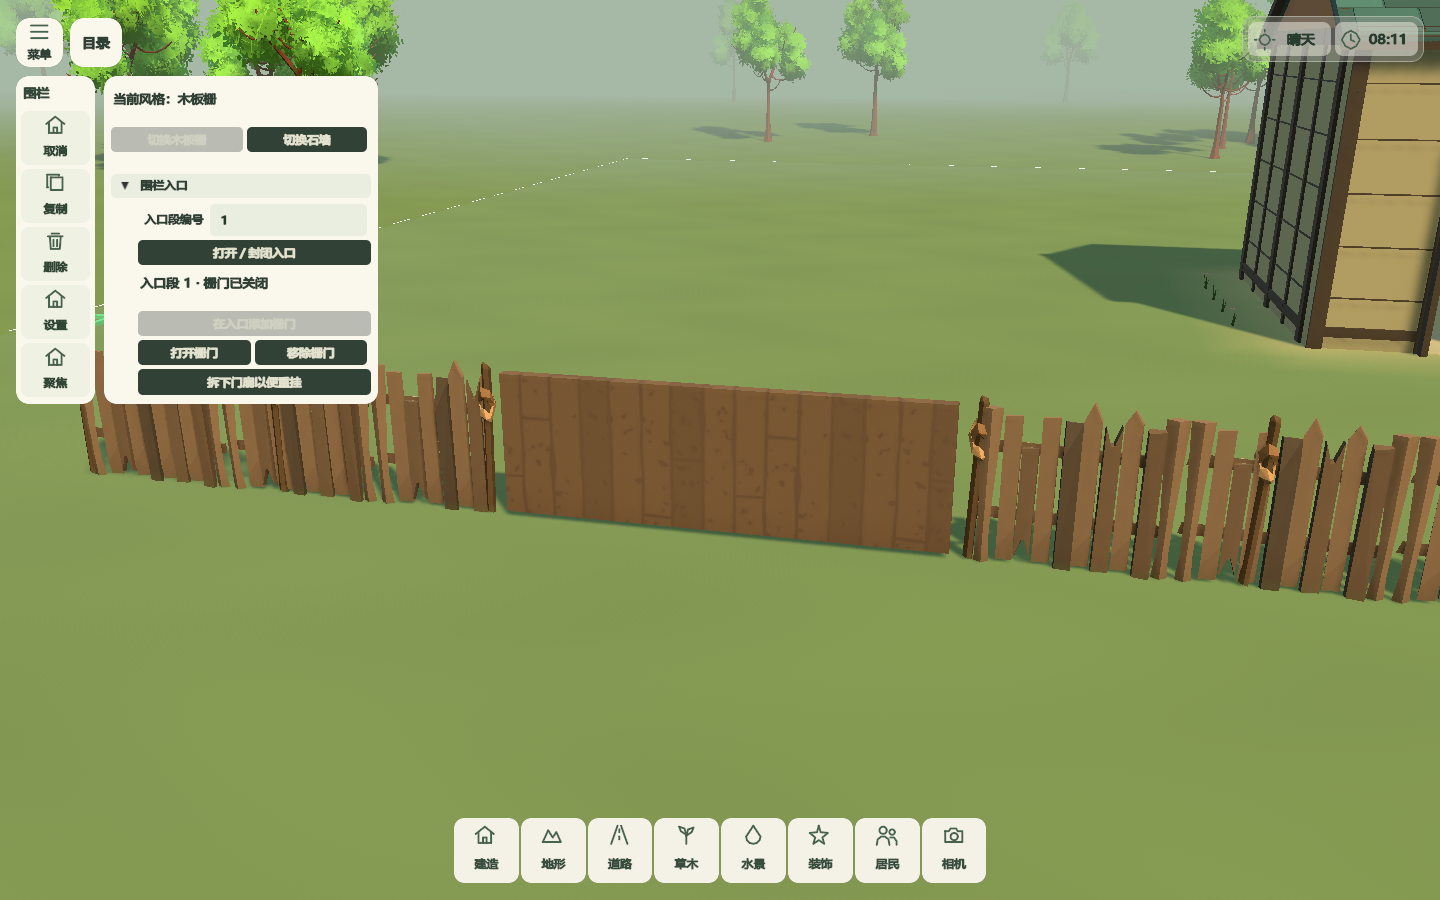 菜单
目录
晴天
08:11
围栏
取消
复制
删除
设置
聚焦
当前风格：木板栅
切换木板栅
切换石墙
▼ 围栏入口
入口段编号 1
打开 / 封闭入口
入口段 1 · 栅门已关闭
在入口添加栅门
打开栅门
移除栅门
拆下门扇以便重挂
建造
地形
道路
草木
水景
装饰
居民
相机